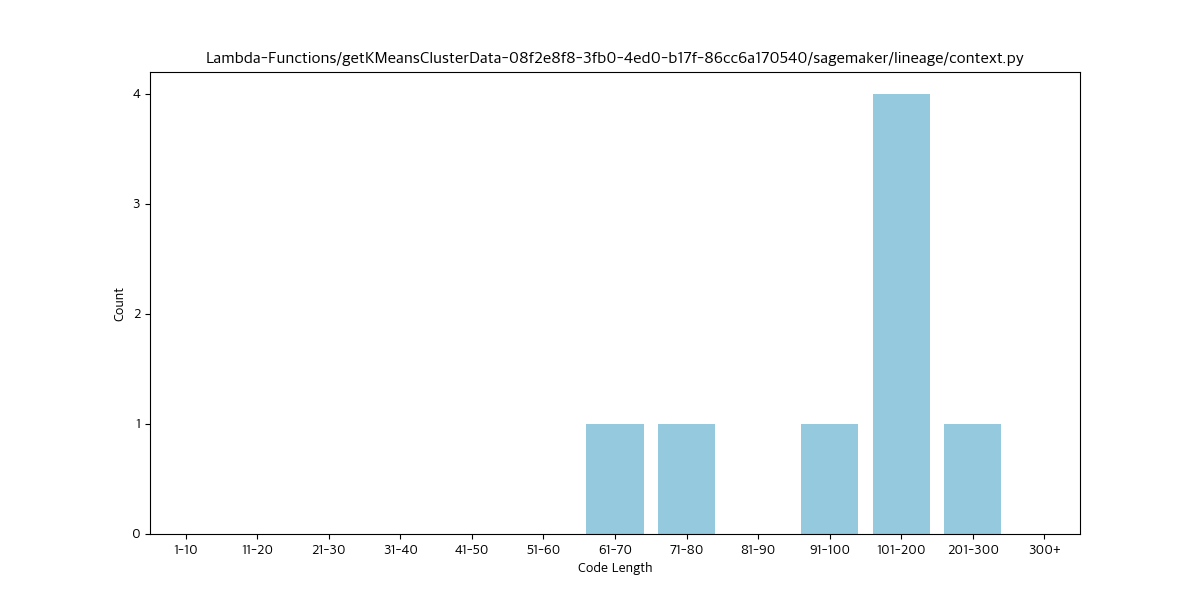 Lambda-Functions/getKMeansClusterData-08f2e8f8-3fb0-4ed0-b17f-86cc6a170540/sagemaker/lineage/context.py
4
3
2
1
0
Count
1-10 11-20 21-30 31-40 41-50 51-60 61-70 71-80 81-90 91-100 101-200 201-300 300+
Code Length